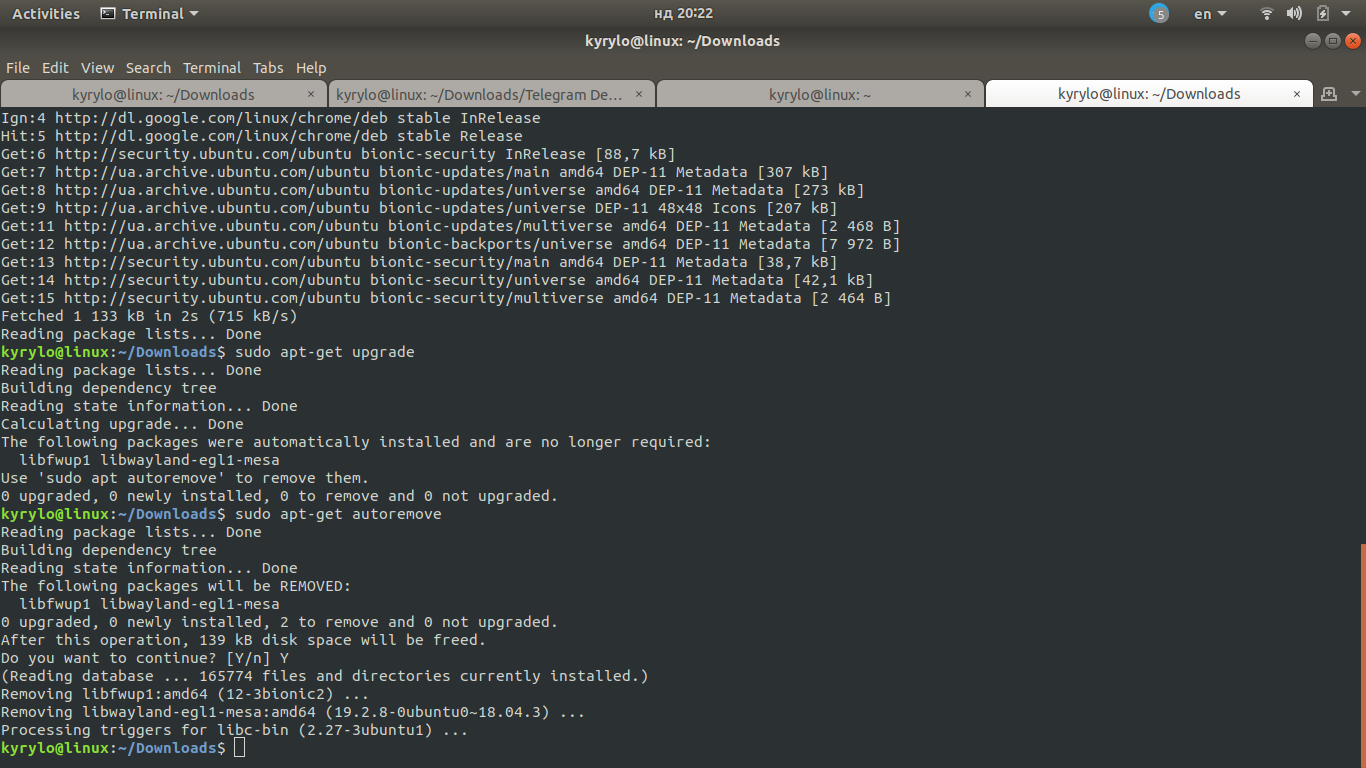 Activities Terminal нд 20:22 5 en
kyrylo@linux: ~/Downloads
File Edit View Search Terminal Tabs Help
kyrylo@linux: ~/Downloads × kyrylo@linux: ~/Downloads/Telegram De... × kyrylo@linux: ~ × kyrylo@linux: ~/Downloads ×
Ign:4 http://dl.google.com/linux/chrome/deb stable InRelease
Hit:5 http://dl.google.com/linux/chrome/deb stable Release
Get:6 http://security.ubuntu.com/ubuntu bionic-security InRelease [88,7 kB]
Get:7 http://ua.archive.ubuntu.com/ubuntu bionic-updates/main amd64 DEP-11 Metadata [307 kB]
Get:8 http://ua.archive.ubuntu.com/ubuntu bionic-updates/universe amd64 DEP-11 Metadata [273 kB]
Get:9 http://ua.archive.ubuntu.com/ubuntu bionic-updates/universe DEP-11 48x48 Icons [207 kB]
Get:11 http://ua.archive.ubuntu.com/ubuntu bionic-updates/multiverse amd64 DEP-11 Metadata [2 468 B]
Get:12 http://ua.archive.ubuntu.com/ubuntu bionic-backports/universe amd64 DEP-11 Metadata [7 972 B]
Get:13 http://security.ubuntu.com/ubuntu bionic-security/main amd64 DEP-11 Metadata [38,7 kB]
Get:14 http://security.ubuntu.com/ubuntu bionic-security/universe amd64 DEP-11 Metadata [42,1 kB]
Get:15 http://security.ubuntu.com/ubuntu bionic-security/multiverse amd64 DEP-11 Metadata [2 464 B]
Fetched 1 133 kB in 2s (715 kB/s)
Reading package lists... Done
kyrylo@linux:~/Downloads$ sudo apt-get upgrade
Reading package lists... Done
Building dependency tree
Reading state information... Done
Calculating upgrade... Done
The following packages were automatically installed and are no longer required:
  libfwup1 libwayland-egl1-mesa
Use 'sudo apt autoremove' to remove them.
0 upgraded, 0 newly installed, 0 to remove and 0 not upgraded.
kyrylo@linux:~/Downloads$ sudo apt-get autoremove
Reading package lists... Done
Building dependency tree
Reading state information... Done
The following packages will be REMOVED:
  libfwup1 libwayland-egl1-mesa
0 upgraded, 0 newly installed, 2 to remove and 0 not upgraded.
After this operation, 139 kB disk space will be freed.
Do you want to continue? [Y/n] Y
(Reading database ... 165774 files and directories currently installed.)
Removing libfwup1:amd64 (12-3bionic2) ...
Removing libwayland-egl1-mesa:amd64 (19.2.8-0ubuntu0~18.04.3) ...
Processing triggers for libc-bin (2.27-3ubuntu1) ...
kyrylo@linux:~/Downloads$